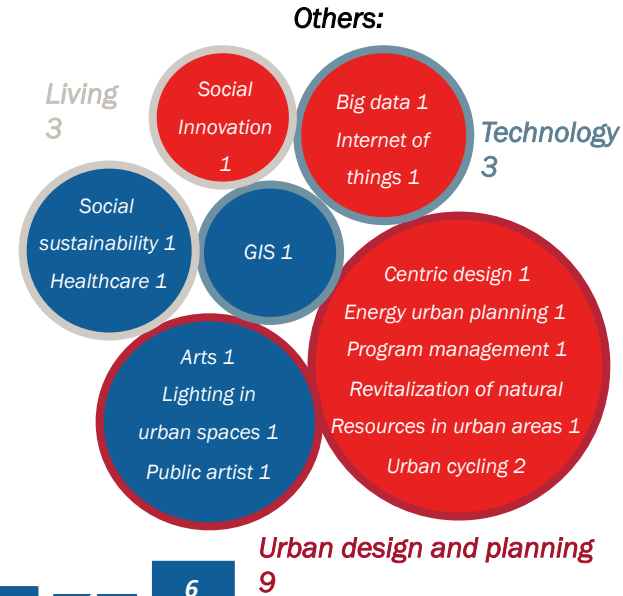 Others:
Living
3
Social
Innovation
1
Big data 1
Internet of
things 1
Technology
3
Social
sustainability 1
Healthcare 1
GIS 1
Centric design 1
Energy urban planning 1
Program management 1
Revitalization of natural
Resources in urban areas 1
Urban cycling 2
Arts 1
Lighting in
urban spaces 1
Public artist 1
Urban design and planning
9
6